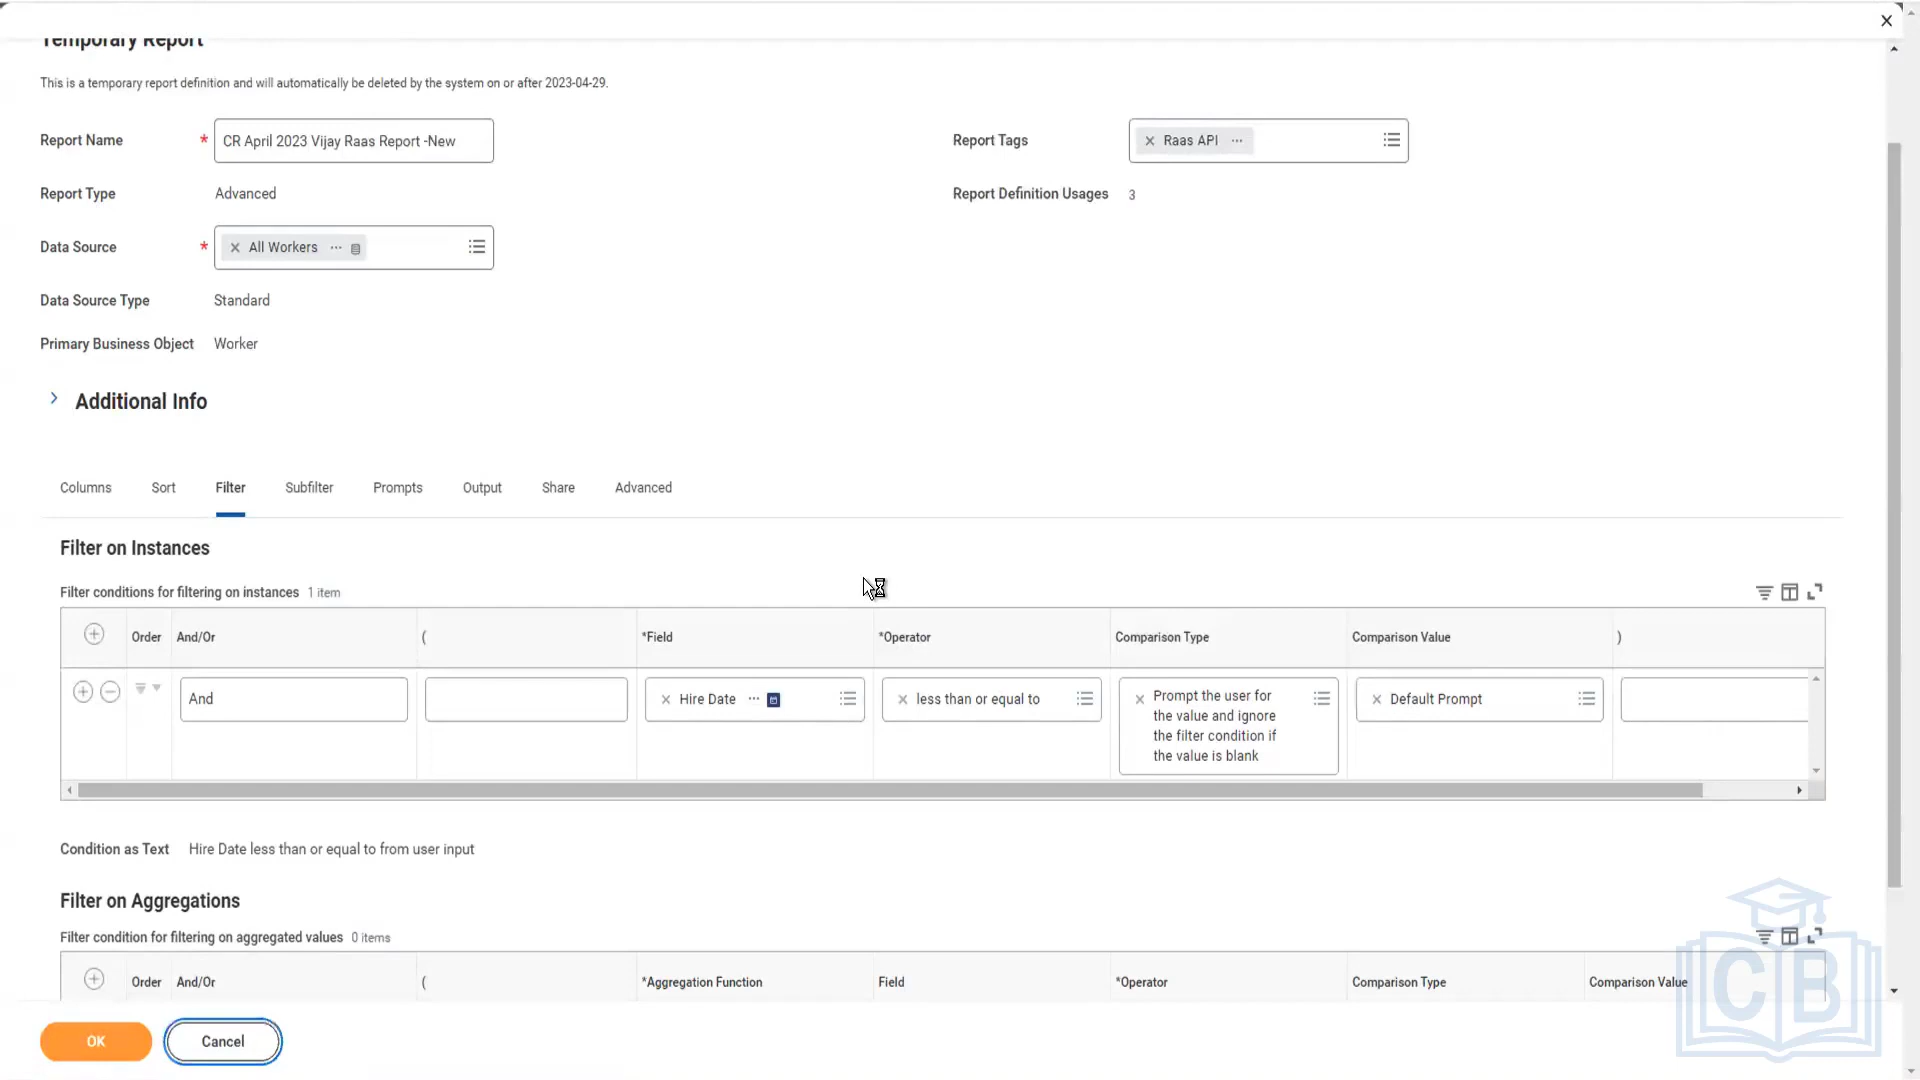 Temporary Report
This is a temporary report definition and will automatically be deleted by the system on or after 2023-04-29.
Report Name * CR April 2023 Vijay Raas Report -New
Report Tags Raas API
Report Type Advanced
Report Definition Usages 3
Data Source * All Workers
Data Source Type Standard
Primary Business Object Worker
Additional Info
Columns Sort Filter Subfilter Prompts Output Share Advanced
Filter on Instances
Filter conditions for filtering on instances 1 item
Order And/Or ( *Field *Operator Comparison Type Comparison Value )
And Hire Date less than or equal to Prompt the user for Default Prompt
the value and ignore
the filter condition if
the value is blank
Condition as Text Hire Date less than or equal to from user input
Filter on Aggregations
Filter condition for filtering on aggregated values 0 items
Order And/Or ( *Aggregation Function Field *Operator Comparison Type Comparison Value
OK Cancel
CB